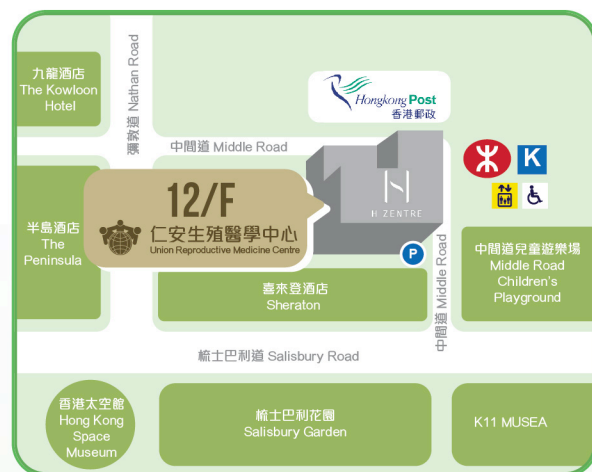 九龍酒店
The Kowloon
Hotel
彌敦道 Nathan Road
Hongkong Post
香港郵政
中間道 Middle Road
K
12/F
仁安生殖醫學中心
Union Reproductive Medicine Centre
H ZENTRE
半島酒店
The
Peninsula
P
中間道 Middle Road
中間道兒童遊樂場
Middle Road
Children's
Playground
喜來登酒店
Sheraton
梳士巴利道 Salisbury Road
香港太空館
Hong Kong
Space
Museum
梳士巴利花園
Salisbury Garden
K11 MUSEA